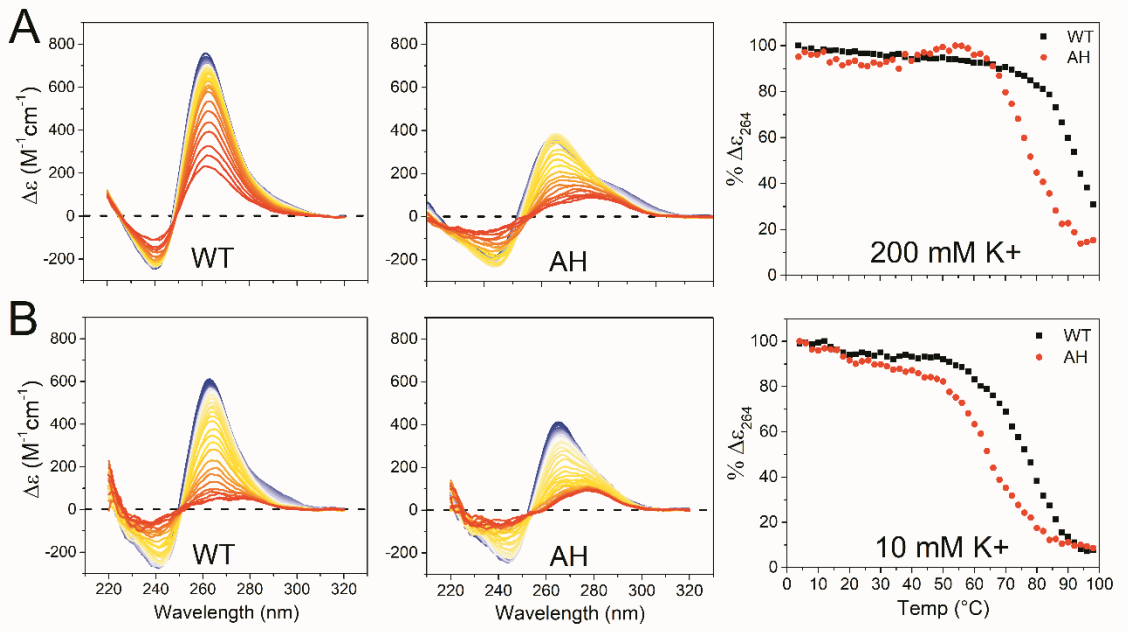 A
Δε (M⁻¹cm⁻¹)
800
600
400
200
0
-200
WT
800
600
400
200
0
-200
AH
% Δε₂₆₄
100
80
60
40
20
0
WT
AH
200 mM K+
B
Δε (M⁻¹cm⁻¹)
800
600
400
200
0
-200
WT
220 240 260 280 300 320
Wavelength (nm)
800
600
400
200
0
-200
AH
220 240 260 280 300 320
Wavelength (nm)
% Δε₂₆₄
100
80
60
40
20
0
WT
AH
10 mM K+
0 10 20 30 40 50 60 70 80 90 100
Temp (°C)